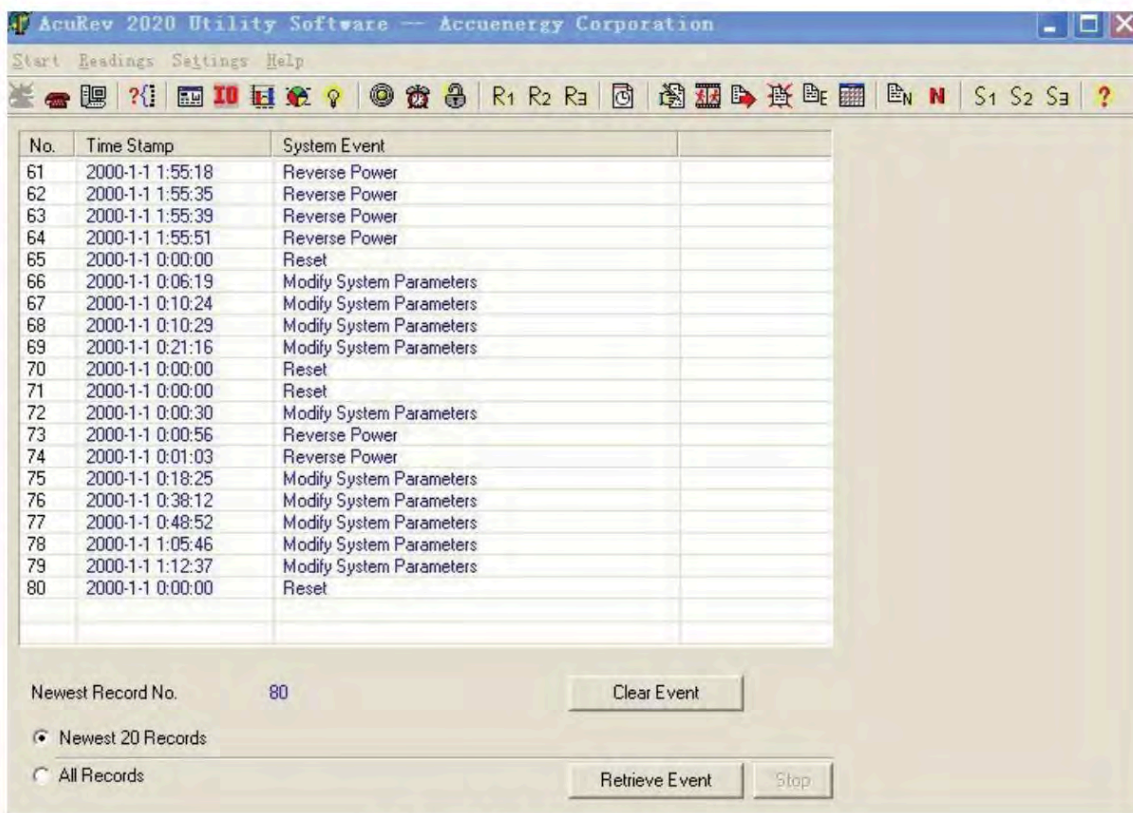 AcuRev 2020 Utility Software -- Accuenergy Corporation
Start Readings Settings Help
?{} IO R1 R2 R3 E N N S1 S2 S3 ?
No. Time Stamp System Event
61 2000-1-1 1:55:18 Reverse Power
62 2000-1-1 1:55:35 Reverse Power
63 2000-1-1 1:55:39 Reverse Power
64 2000-1-1 1:55:51 Reverse Power
65 2000-1-1 0:00:00 Reset
66 2000-1-1 0:06:19 Modify System Parameters
67 2000-1-1 0:10:24 Modify System Parameters
68 2000-1-1 0:10:29 Modify System Parameters
69 2000-1-1 0:21:16 Modify System Parameters
70 2000-1-1 0:00:00 Reset
71 2000-1-1 0:00:00 Reset
72 2000-1-1 0:00:30 Modify System Parameters
73 2000-1-1 0:00:56 Reverse Power
74 2000-1-1 0:01:03 Reverse Power
75 2000-1-1 0:18:25 Modify System Parameters
76 2000-1-1 0:38:12 Modify System Parameters
77 2000-1-1 0:48:52 Modify System Parameters
78 2000-1-1 1:05:46 Modify System Parameters
79 2000-1-1 1:12:37 Modify System Parameters
80 2000-1-1 0:00:00 Reset
Newest Record No. 80 Clear Event
Newest 20 Records
All Records Retrieve Event Stop